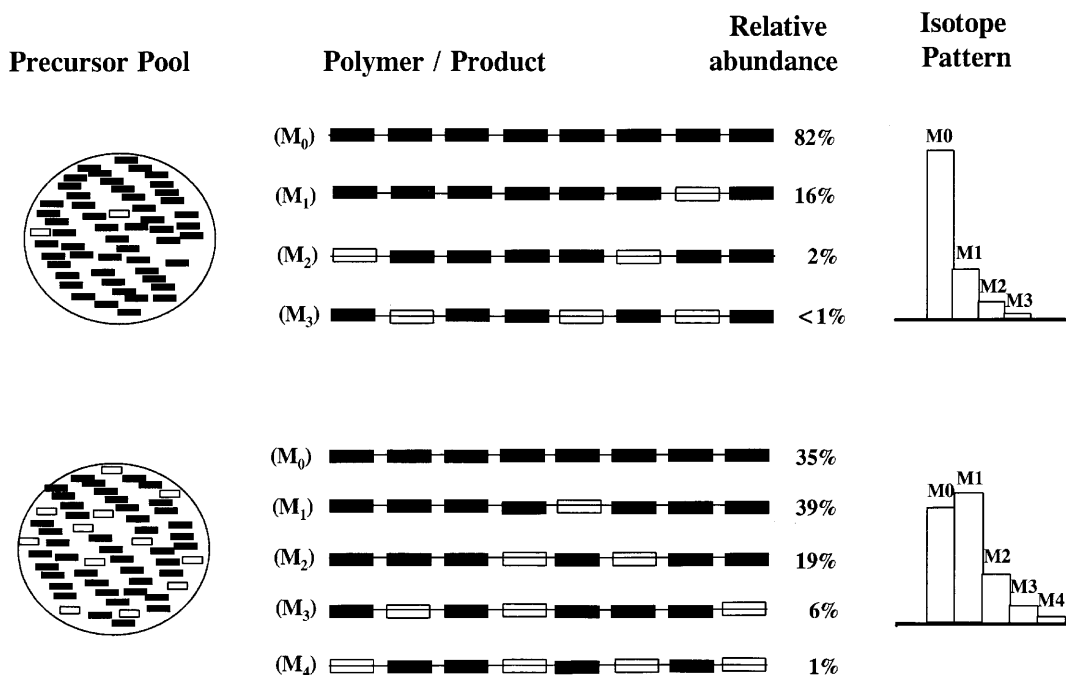 Precursor Pool
Polymer / Product
Relative
abundance
Isotope
Pattern
(M₀) 82%
(M₁) 16%
(M₂) 2%
(M₃) <1%
M0
M1
M2
M3
(M₀) 35%
(M₁) 39%
(M₂) 19%
(M₃) 6%
(M₄) 1%
M0
M1
M2
M3
M4